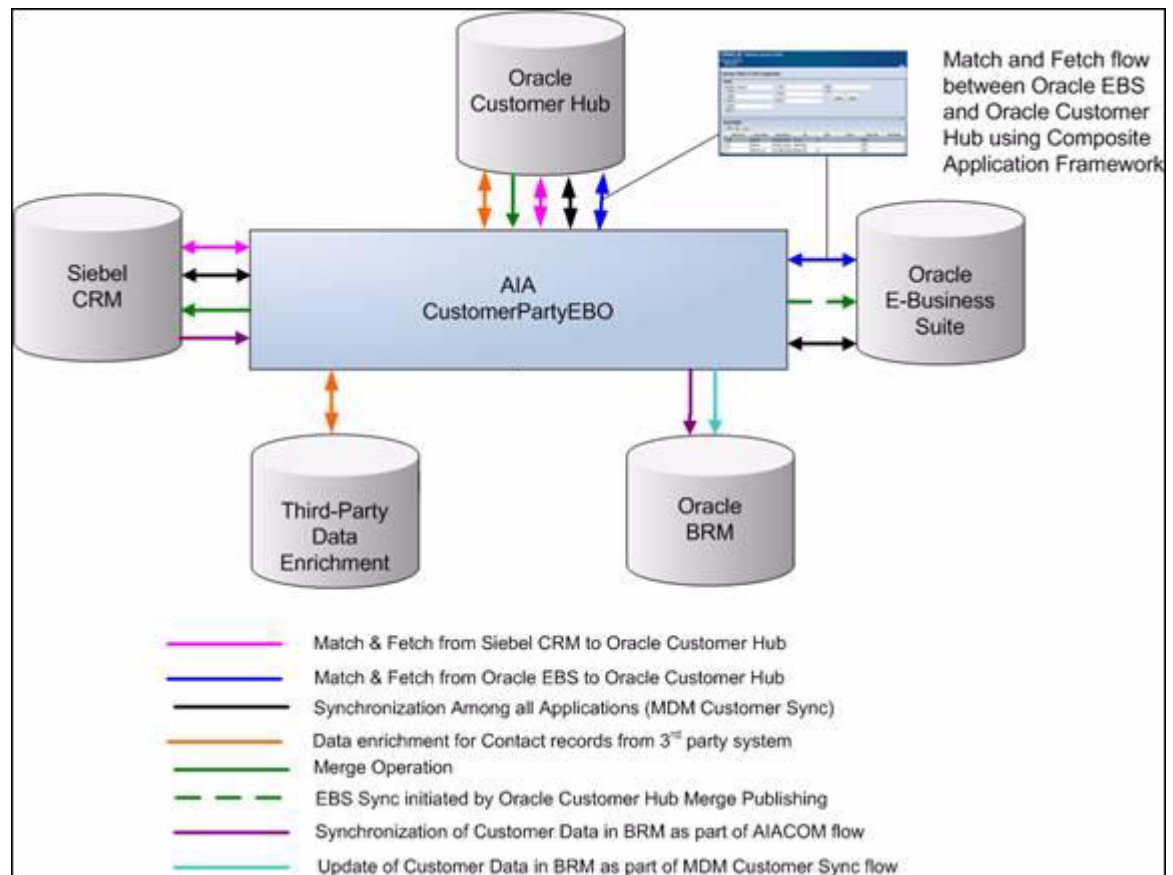 Oracle
Customer Hub
Match and Fetch flow
between Oracle EBS
and Oracle Customer
Hub using Composite
Application Framework
Siebel
CRM
AIA
CustomerPartyEBO
Oracle
E-Business
Suite
Third-Party
Data
Enrichment
Oracle
BRM
Match & Fetch from Siebel CRM to Oracle Customer Hub
Match & Fetch from Oracle EBS to Oracle Customer Hub
Synchronization Among all Applications (MDM Customer Sync)
Data enrichment for Contact records from 3rd party system
Merge Operation
EBS Sync initiated by Oracle Customer Hub Merge Publishing
Synchronization of Customer Data in BRM as part of AIACOM flow
Update of Customer Data in BRM as part of MDM Customer Sync flow